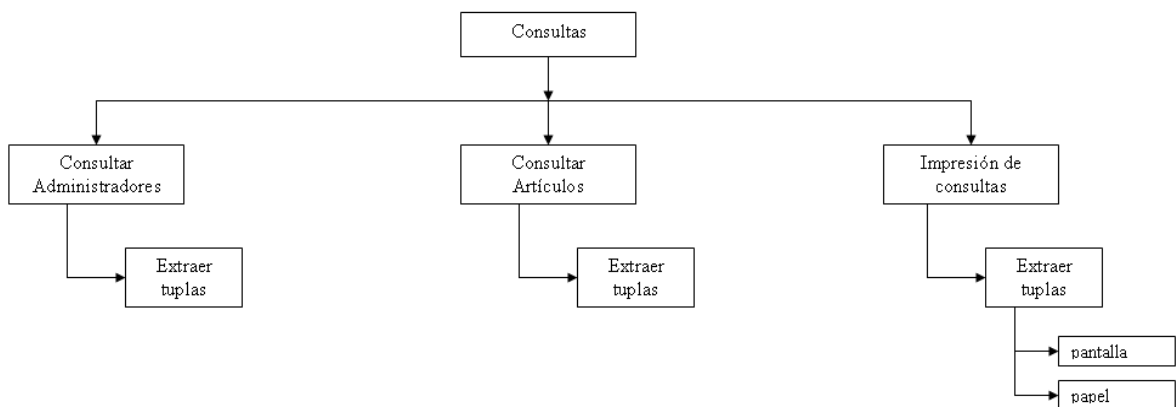 Consultas
Consultar
Administradores
Consultar
Artículos
Impresión de
consultas
Extraer
tuplas
Extraer
tuplas
Extraer
tuplas
pantalla
papel